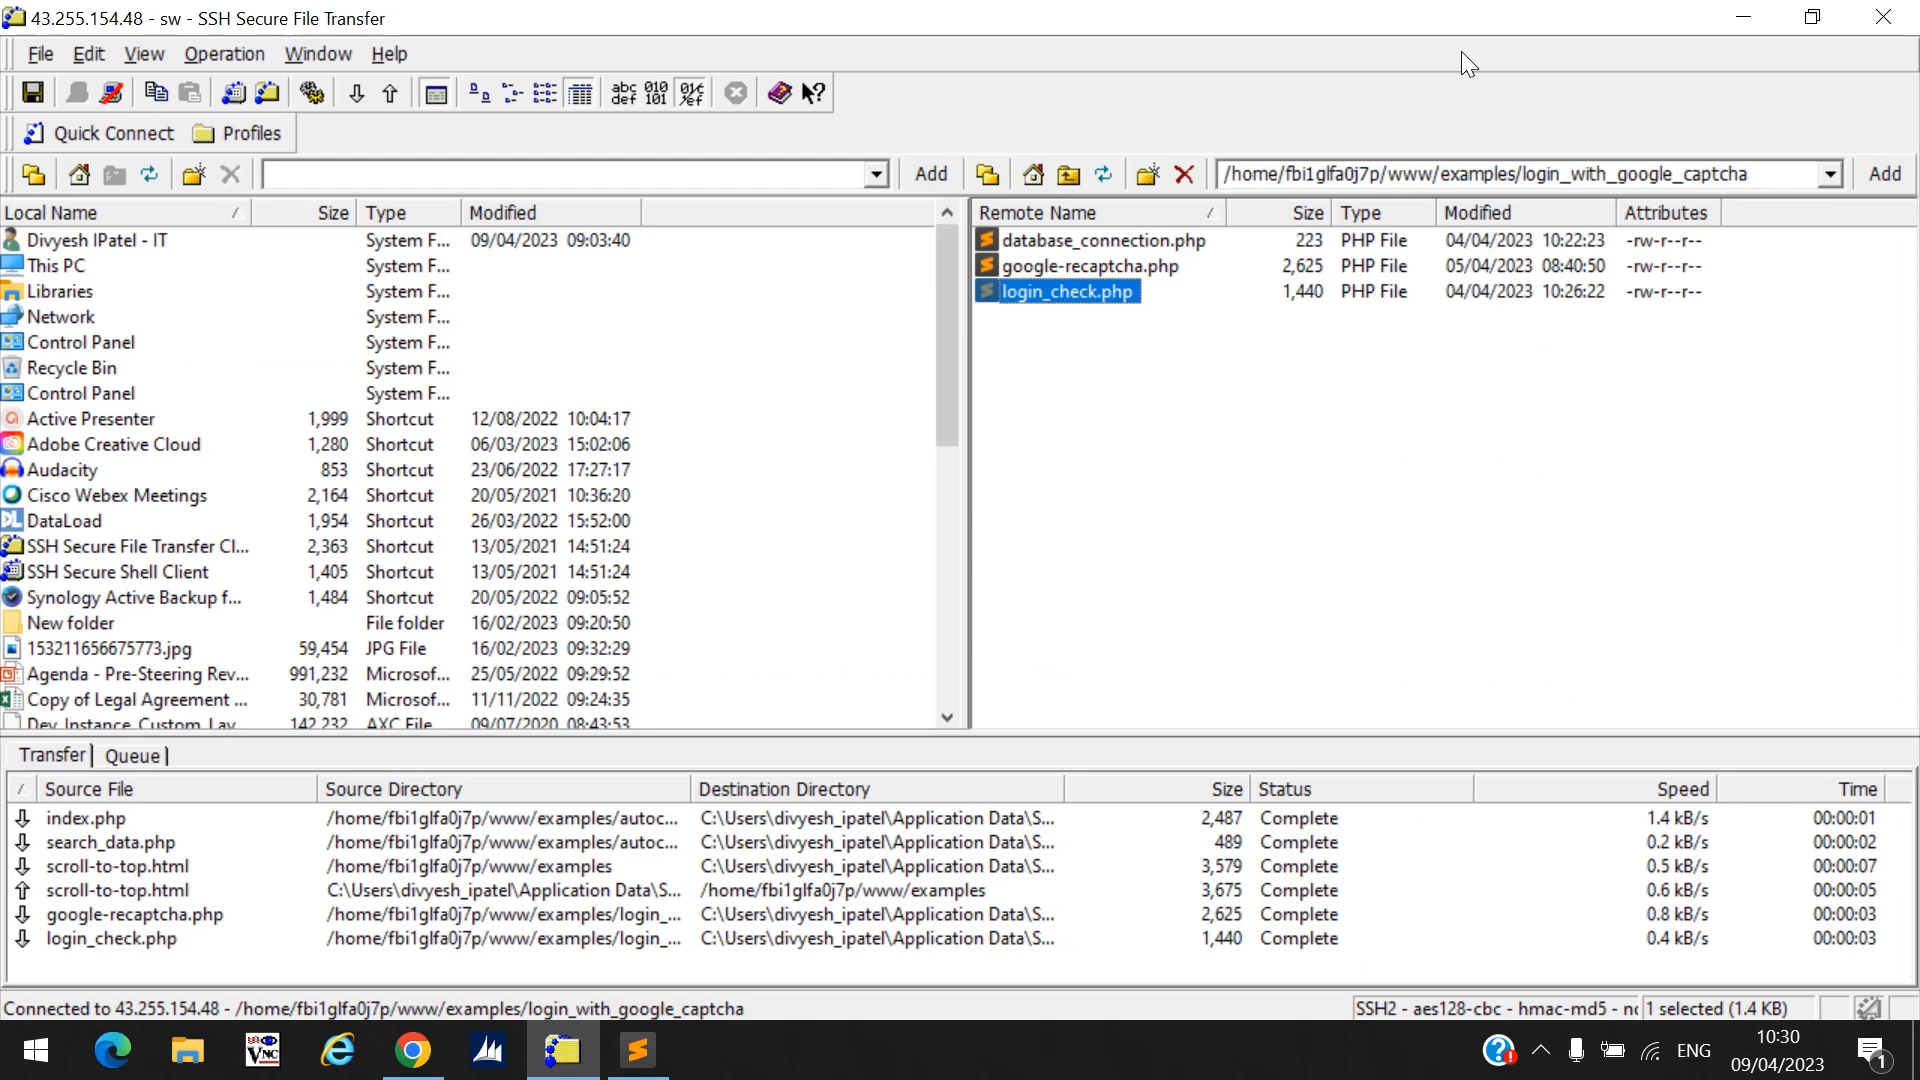 43.255.154.48 - sw - SSH Secure File Transfer
File Edit View Operation Window Help
abc def 010 101
Quick Connect Profiles
Add /home/fbi1glfa0j7p/www/examples/login_with_google_captcha Add
Local Name / Size Type Modified
Divyesh IPatel - IT System F... 09/04/2023 09:03:40
This PC System F...
Libraries System F...
Network System F...
Control Panel System F...
Recycle Bin System F...
Control Panel System F...
Active Presenter 1,999 Shortcut 12/08/2022 10:04:17
Adobe Creative Cloud 1,280 Shortcut 06/03/2023 15:02:06
Audacity 853 Shortcut 23/06/2022 17:27:17
Cisco Webex Meetings 2,164 Shortcut 20/05/2021 10:36:20
DataLoad 1,954 Shortcut 26/03/2022 15:52:00
SSH Secure File Transfer Cl... 2,363 Shortcut 13/05/2021 14:51:24
SSH Secure Shell Client 1,405 Shortcut 13/05/2021 14:51:24
Synology Active Backup f... 1,484 Shortcut 20/05/2022 09:05:52
New folder File folder 16/02/2023 09:20:50
153211656675773.jpg 59,454 JPG File 16/02/2023 09:32:29
Agenda - Pre-Steering Rev... 991,232 Microsof... 25/05/2022 09:29:52
Copy of Legal Agreement ... 30,781 Microsof... 11/11/2022 09:24:35
Dev_Instance_Custom_Lay 142,232 AXC File 09/07/2020 08:43:53
Remote Name / Size Type Modified Attributes
database_connection.php 223 PHP File 04/04/2023 10:22:23 -rw-r--r--
google-recaptcha.php 2,625 PHP File 05/04/2023 08:40:50 -rw-r--r--
login_check.php 1,440 PHP File 04/04/2023 10:26:22 -rw-r--r--
Transfer Queue
/ Source File Source Directory Destination Directory Size Status Speed Time
index.php /home/fbi1glfa0j7p/www/examples/autoc... C:\Users\divyesh_ipatel\Application Data\S... 2,487 Complete 1.4 kB/s 00:00:01
search_data.php /home/fbi1glfa0j7p/www/examples/autoc... C:\Users\divyesh_ipatel\Application Data\S... 489 Complete 0.2 kB/s 00:00:02
scroll-to-top.html /home/fbi1glfa0j7p/www/examples C:\Users\divyesh_ipatel\Application Data\S... 3,579 Complete 0.5 kB/s 00:00:07
scroll-to-top.html C:\Users\divyesh_ipatel\Application Data\S... /home/fbi1glfa0j7p/www/examples 3,675 Complete 0.6 kB/s 00:00:05
google-recaptcha.php /home/fbi1glfa0j7p/www/examples/login_... C:\Users\divyesh_ipatel\Application Data\S... 2,625 Complete 0.8 kB/s 00:00:03
login_check.php /home/fbi1glfa0j7p/www/examples/login_... C:\Users\divyesh_ipatel\Application Data\S... 1,440 Complete 0.4 kB/s 00:00:03
Connected to 43.255.154.48 - /home/fbi1glfa0j7p/www/examples/login_with_google_captcha SSH2 - aes128-cbc - hmac-md5 - 1 selected (1.4 KB)
VNC ENG 10:30
09/04/2023 1